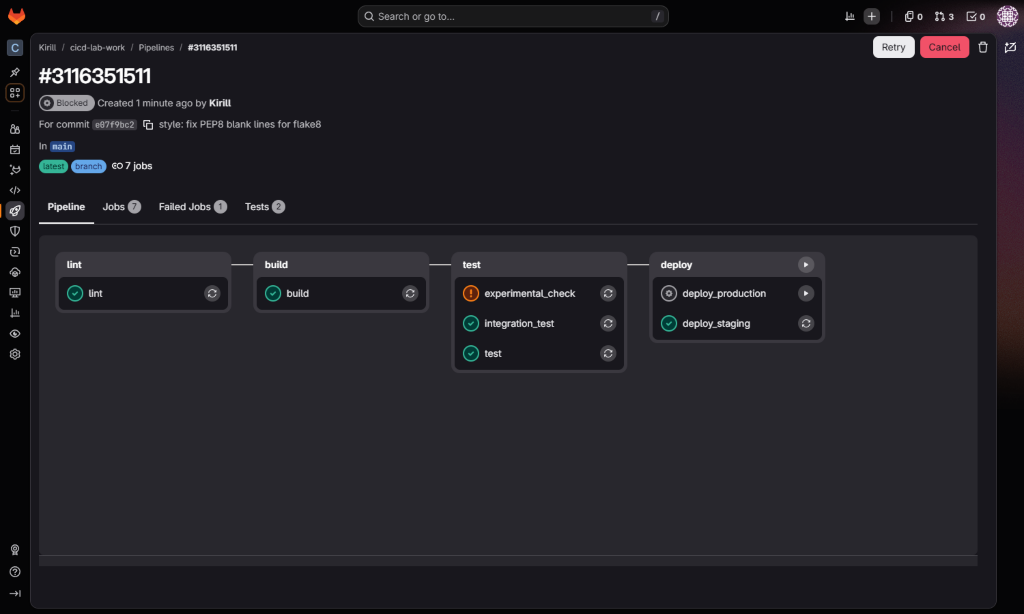 Search or go to...
/
0
3
0
C
Kirill / cicd-lab-work / Pipelines / #3116351511
Retry
Cancel
#3116351511
Blocked Created 1 minute ago by Kirill
For commit e07f9bc2 style: fix PEP8 blank lines for flake8
In main
latest branch 7 jobs
Pipeline Jobs 7 Failed Jobs 1 Tests 2
lint
lint
build
build
test
experimental_check
integration_test
test
deploy
deploy_production
deploy_staging